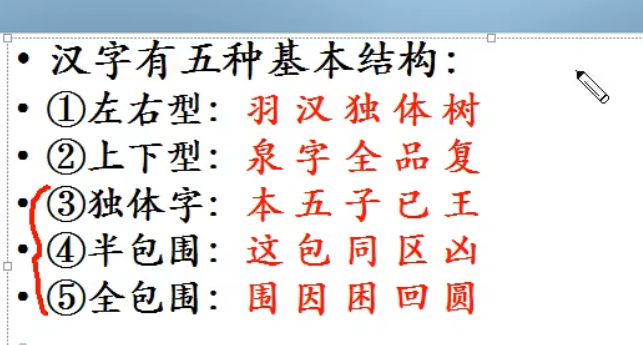 • 汉字有五种基本结构：
• ①左右型： 羽 汉 独 体 树
• ②上下型： 泉 字 全 品 复
• ③独体字： 本 五 子 已 王
• ④半包围： 这 包 同 区 凶
• ⑤全包围： 围 因 困 回 圆